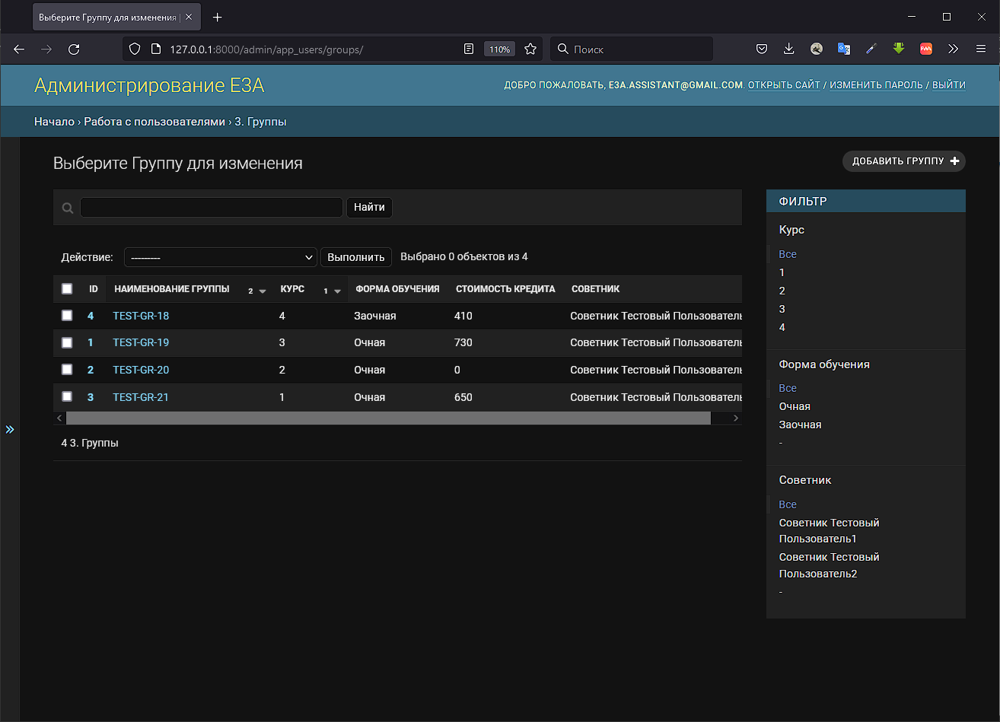 Выберите Группу для изменения |
127.0.0.1:8000/admin/app_users/groups/
110%
Поиск
Администрирование ЕЗА
ДОБРО ПОЖАЛОВАТЬ, E3A.ASSISTANT@GMAIL.COM. ОТКРЫТЬ САЙТ / ИЗМЕНИТЬ ПАРОЛЬ / ВЫЙТИ
Начало › Работа с пользователями › 3. Группы
Выберите Группу для изменения
ДОБАВИТЬ ГРУППУ
Найти
Действие: --------- Выполнить Выбрано 0 объектов из 4
ID НАИМЕНОВАНИЕ ГРУППЫ 2 КУРС 1 ФОРМА ОБУЧЕНИЯ СТОИМОСТЬ КРЕДИТА СОВЕТНИК
4 TEST-GR-18 4 Заочная 410 Советник Тестовый Пользователь
1 TEST-GR-19 3 Очная 730 Советник Тестовый Пользователь
2 TEST-GR-20 2 Очная 0 Советник Тестовый Пользователь
3 TEST-GR-21 1 Очная 650 Советник Тестовый Пользователь
4 3. Группы
ФИЛЬТР
Курс
Все
1
2
3
4
Форма обучения
Все
Очная
Заочная
-
Советник
Все
Советник Тестовый
Пользователь1
Советник Тестовый
Пользователь2
-